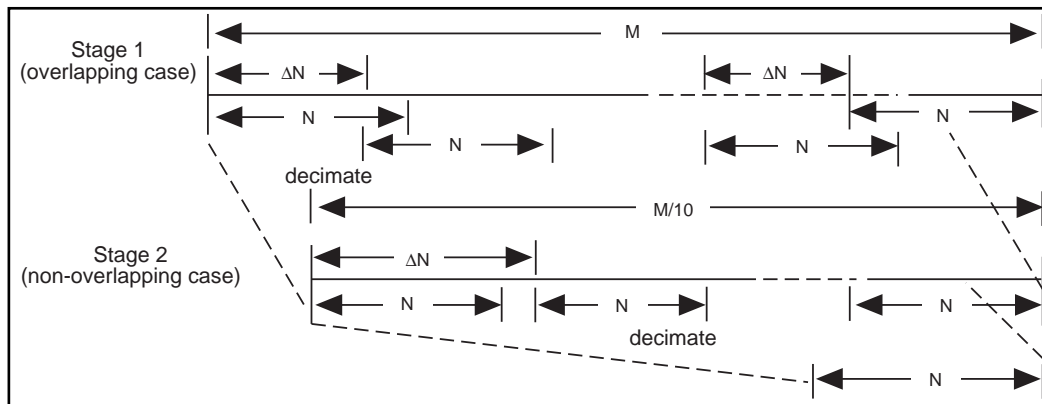 M
Stage 1
(overlapping case)
ΔN ΔN
N N
N N
decimate
M/10
Stage 2
(non-overlapping case)
ΔN
N N N
decimate
N